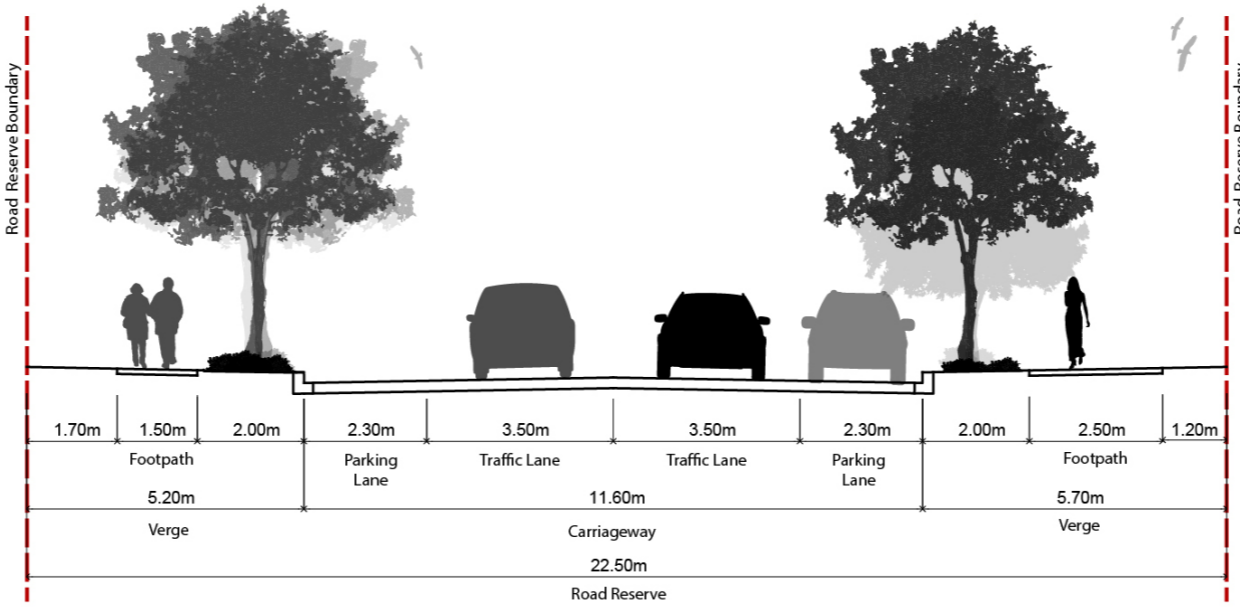 Road Reserve Boundary
Road Reserve Boundary
1.70m 1.50m 2.00m 2.30m 3.50m 3.50m 2.30m 2.00m 2.50m 1.20m
Footpath Parking Traffic Lane Traffic Lane Parking Footpath
Lane Lane
5.20m 11.60m 5.70m
Verge Carriageway Verge
22.50m
Road Reserve